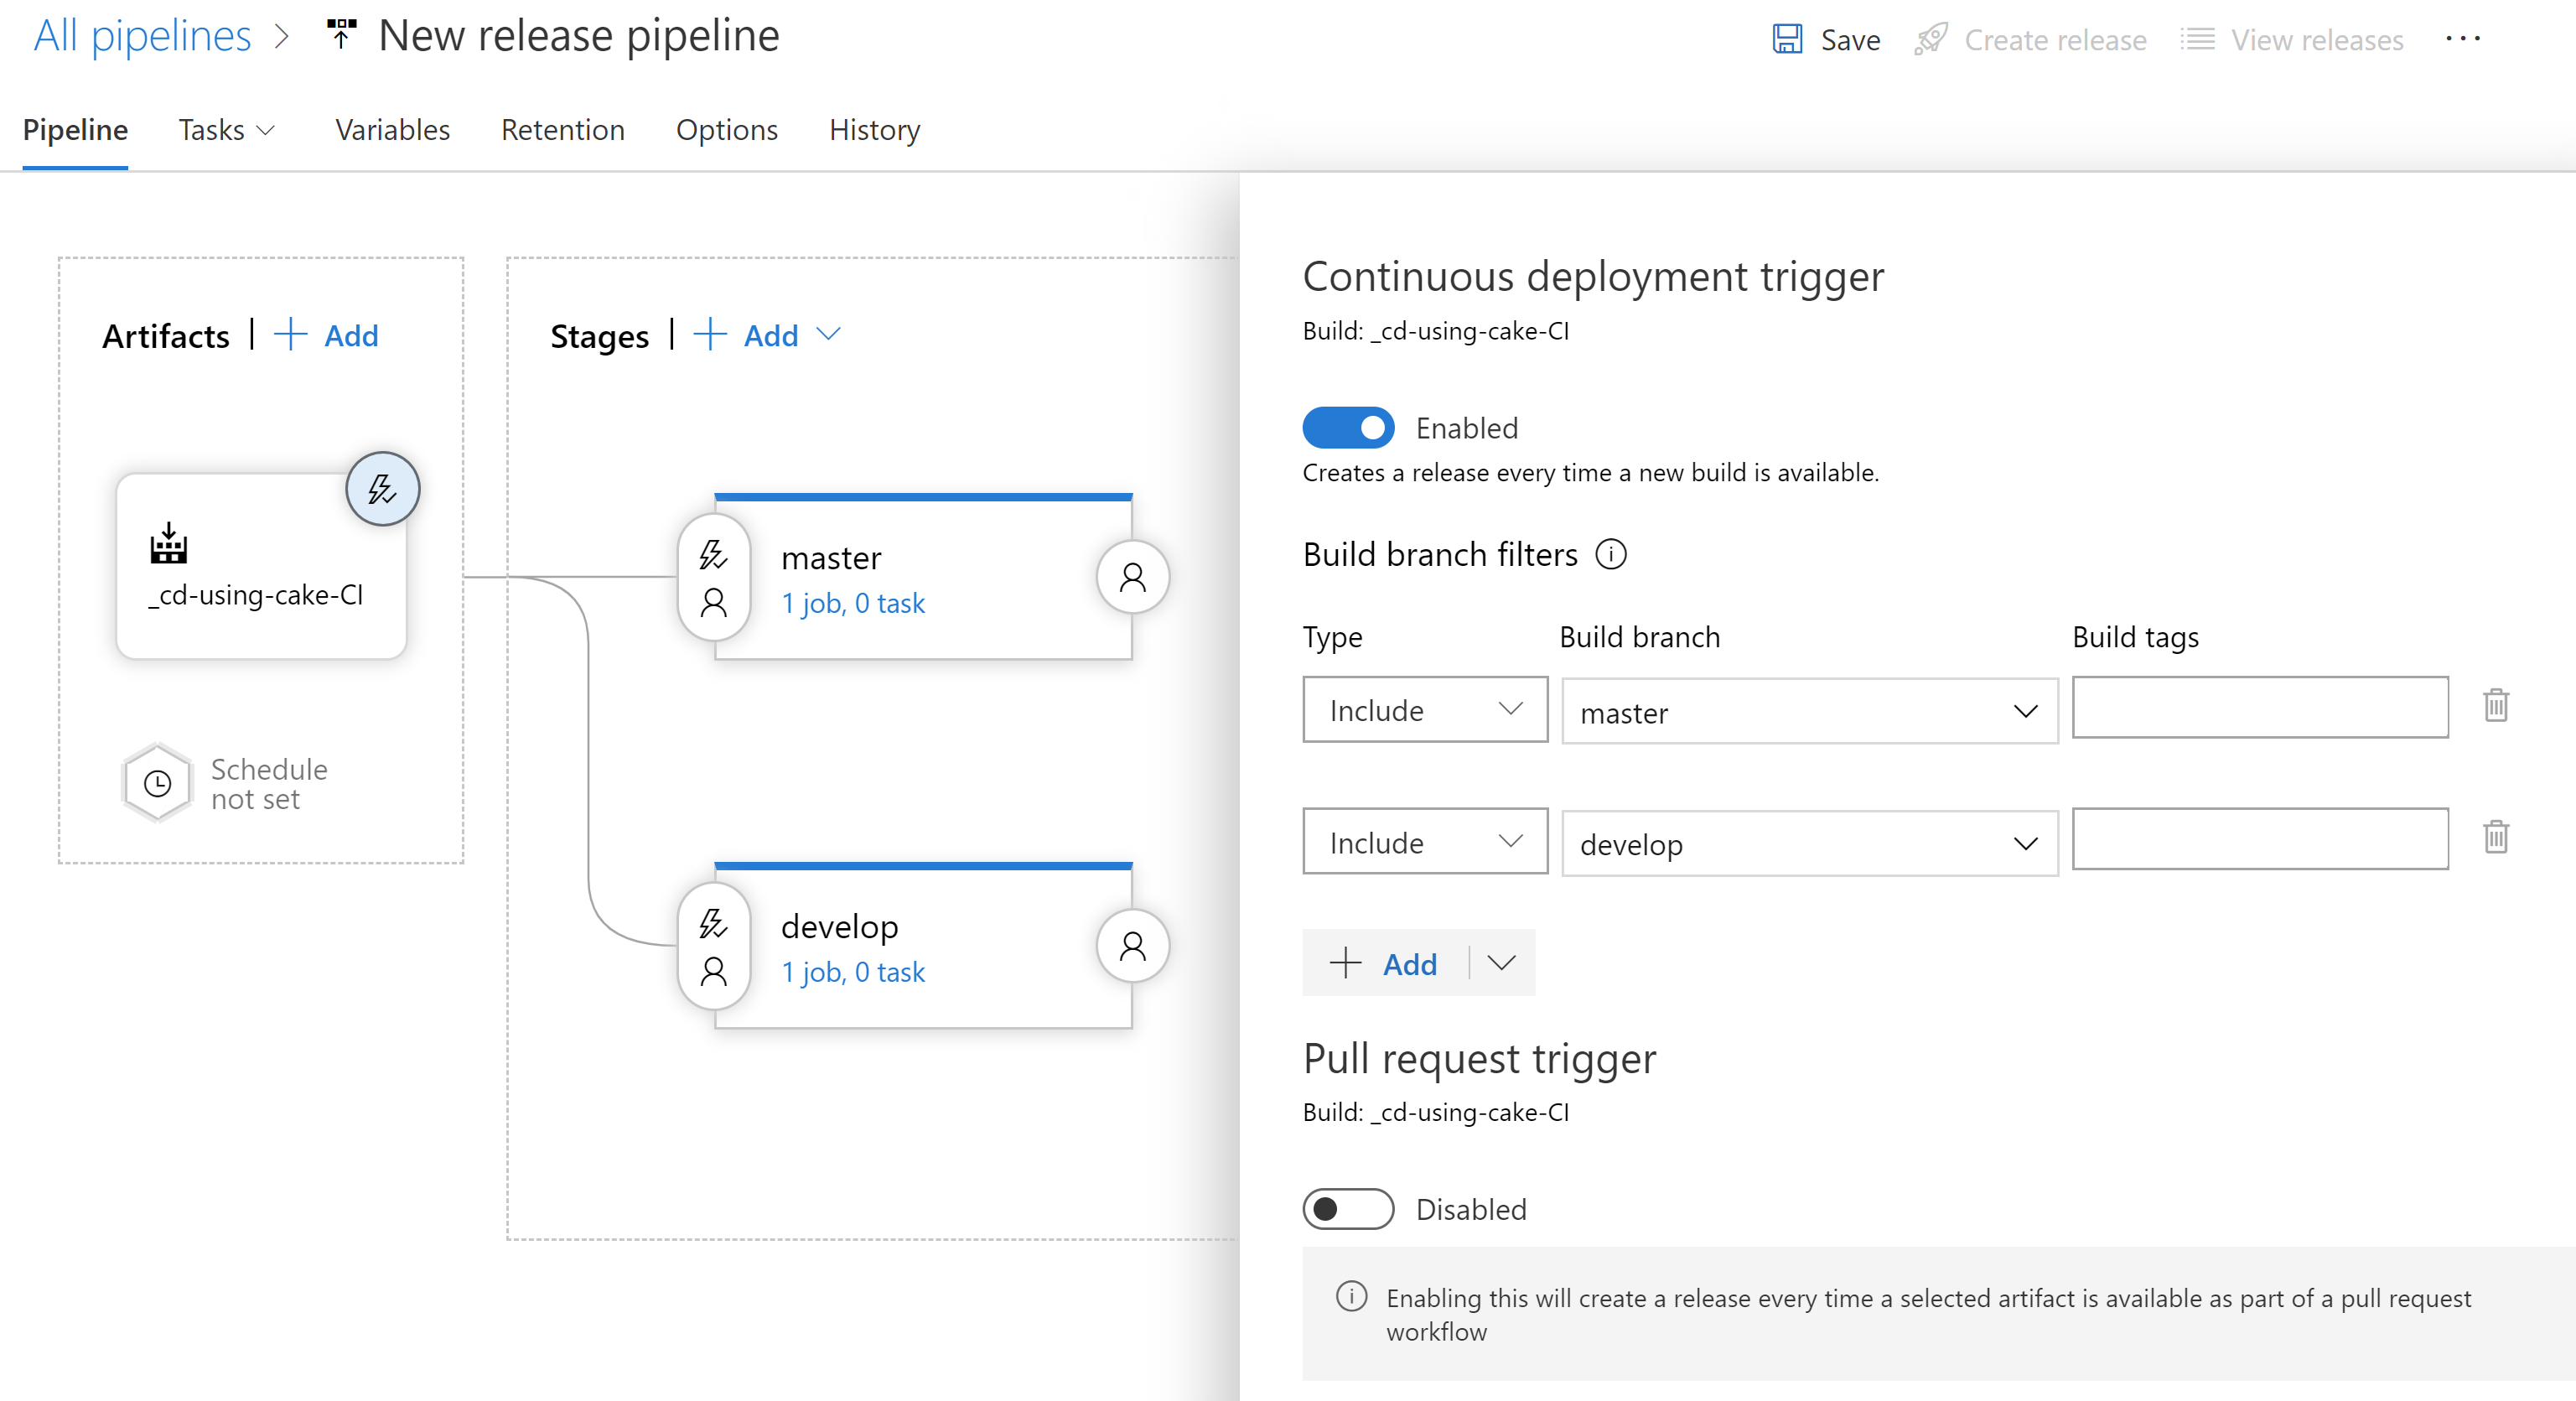 All pipelines > New release pipeline
Save Create release View releases ...
Pipeline Tasks Variables Retention Options History
Artifacts | + Add
_cd-using-cake-CI
Schedule
not set
Stages | + Add
master
1 job, 0 task
develop
1 job, 0 task
Continuous deployment trigger
Build: _cd-using-cake-CI
Enabled
Creates a release every time a new build is available.
Build branch filters
Type Build branch Build tags
Include master
Include develop
+ Add
Pull request trigger
Build: _cd-using-cake-CI
Disabled
Enabling this will create a release every time a selected artifact is available as part of a pull request
workflow